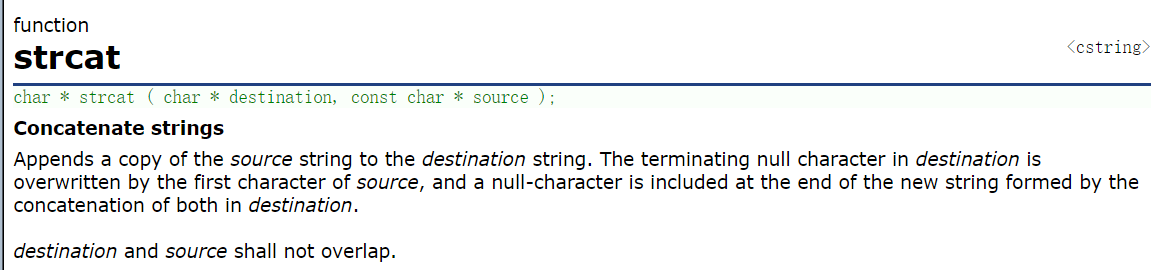 function
strcat
<cstring>
char * strcat ( char * destination, const char * source );
Concatenate strings
Appends a copy of the source string to the destination string. The terminating null character in destination is
overwritten by the first character of source, and a null-character is included at the end of the new string formed by the
concatenation of both in destination.
destination and source shall not overlap.